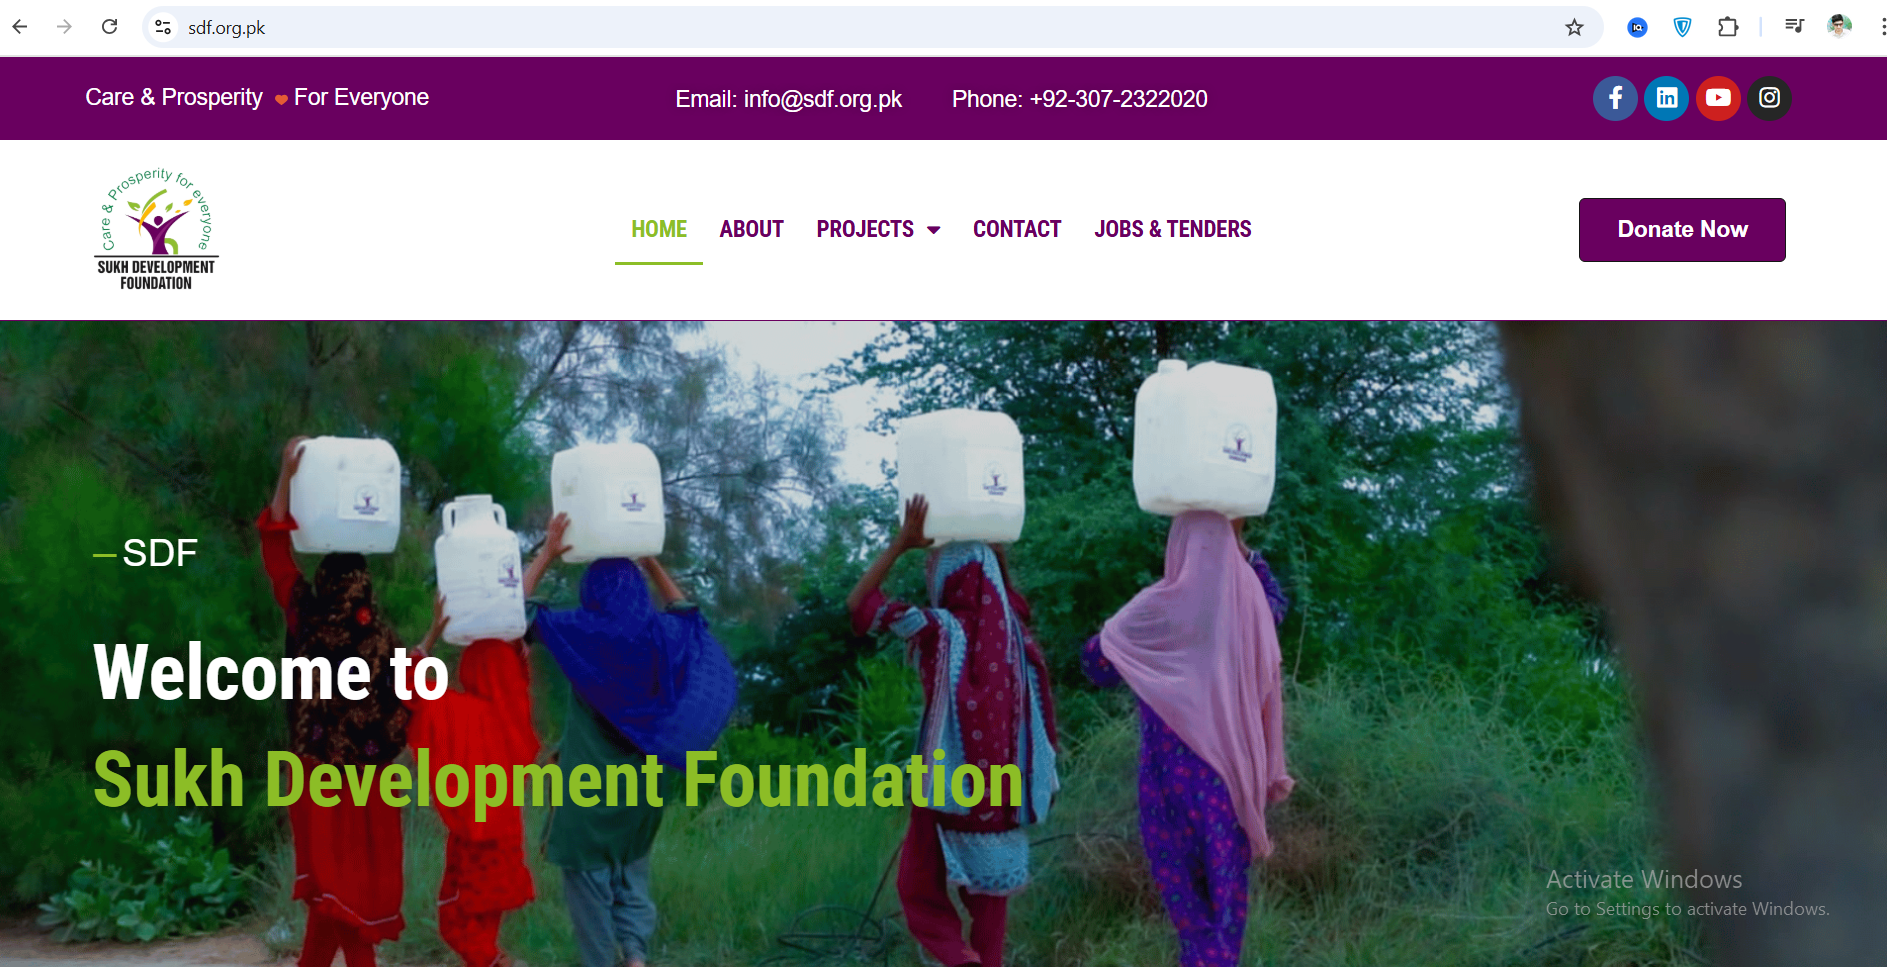 sdf.org.pk
Care & Prosperity For Everyone
Email: info@sdf.org.pk
Phone: +92-307-2322020
Care & Prosperity for everyone
SUKH DEVELOPMENT
FOUNDATION
HOME
ABOUT
PROJECTS
CONTACT
JOBS & TENDERS
Donate Now
SDF
Welcome to
Sukh Development Foundation
Activate Windows
Go to Settings to activate Windows.